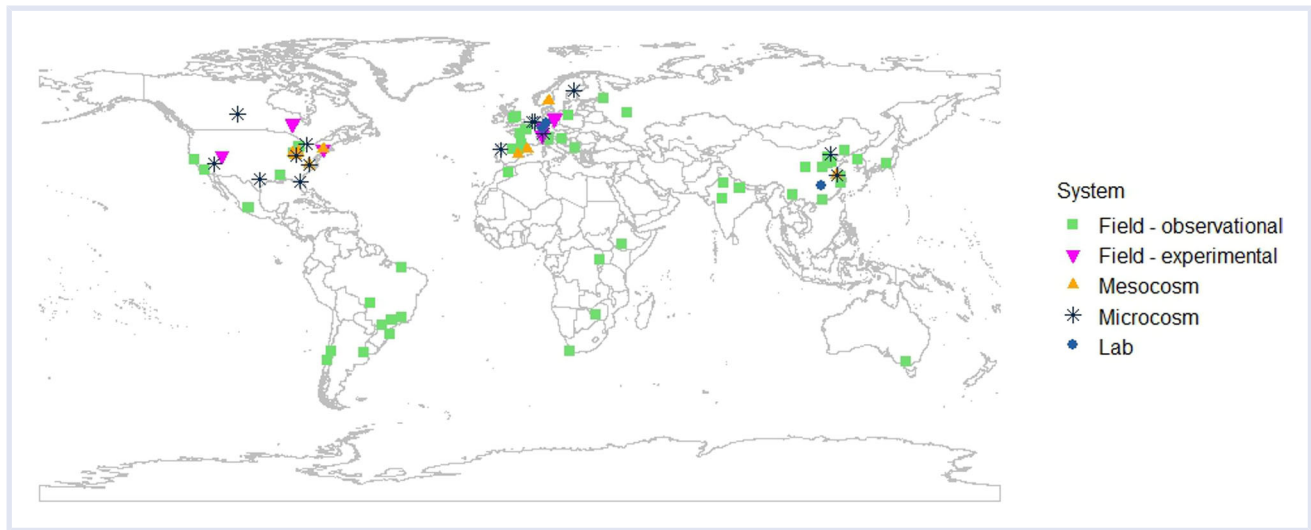 System
Field - observational
Field - experimental
Mesocosm
Microcosm
Lab